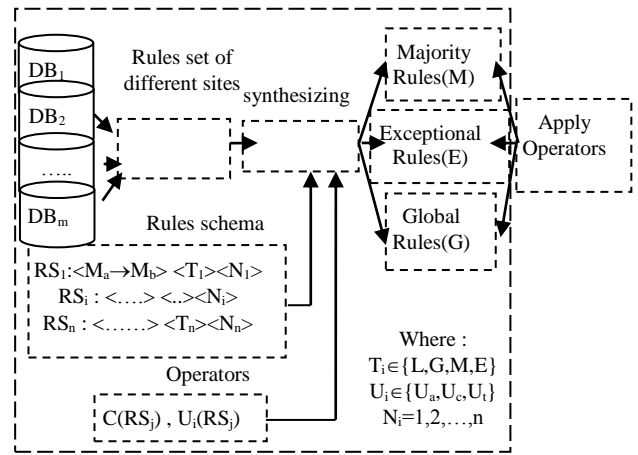 DB₁
DB₂
.....
DBₘ
Rules set of
different sites
synthesizing
Majority
Rules(M)
Exceptional
Rules(E)
Global
Rules(G)
Apply
Operators
Rules schema
RS₁:<Mₐ→M_b> <T₁><N₁>
RSᵢ : <....> <..><Nᵢ>
RSₙ : <......> <Tₙ><Nₙ>
Operators
C(RSⱼ) , Uᵢ(RSⱼ)
Where :
Tᵢ∈{L,G,M,E}
Uᵢ∈{Uₐ,U_c,Uₜ}
Nᵢ=1,2,…,n